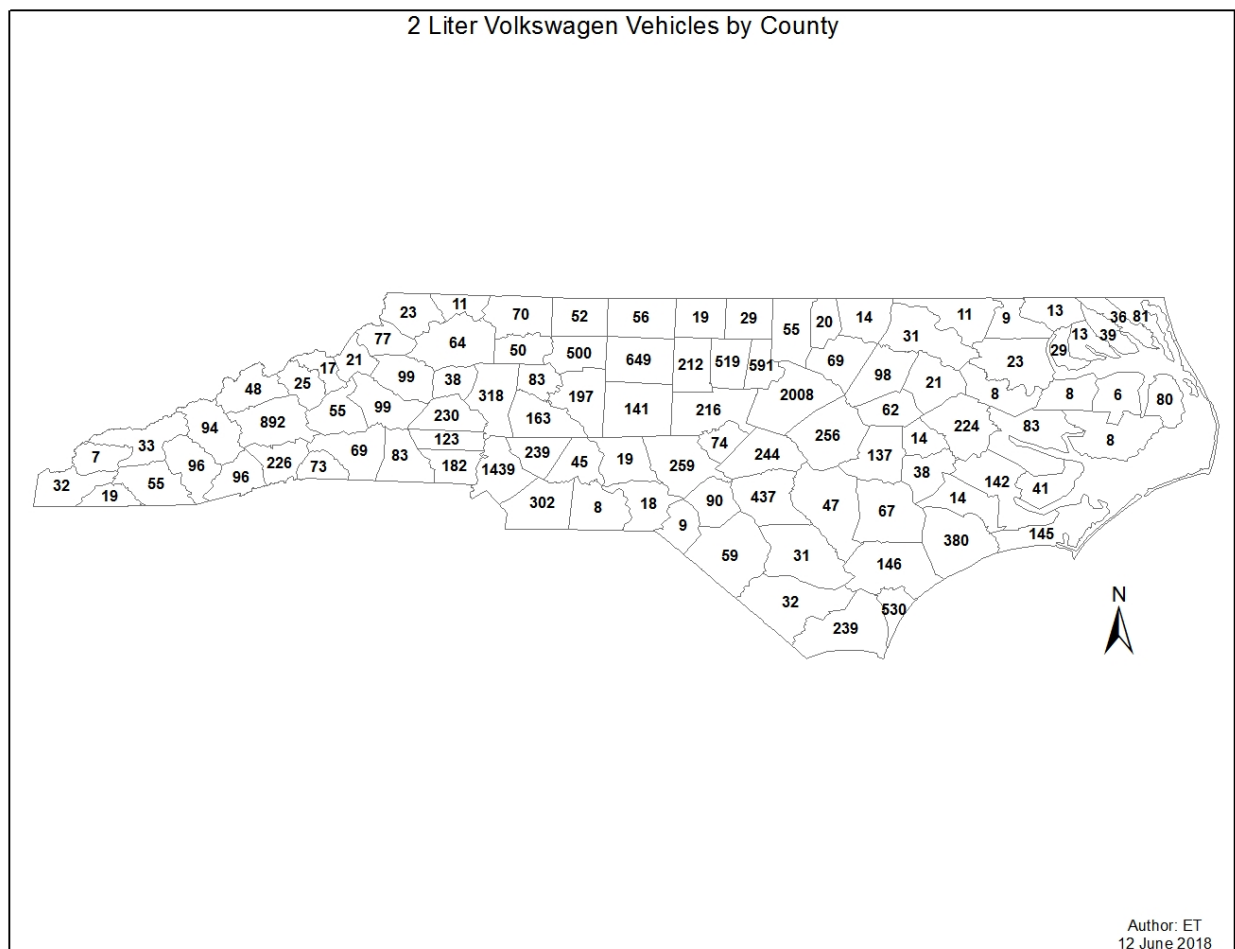 2 Liter Volkswagen Vehicles by County
23 11 70 52 56 19 29 55 20 14 31 11 9 13 36 81
77 64 50 500 649 212 519 591 69 23 29 13 39
48 25 17 21 99 38 318 83 197 2008 98 21 8 8 6 80
94 892 55 99 230 163 141 216 62 224 83 8
7 33 96 226 73 69 83 123 239 74 244 256 137 14
32 19 55 96 182 1439 45 19 259 38 142 41
302 8 18 90 437 47 67 14
9 59 31 380 145
146
32 530
239
N
Author: ET
12 June 2018